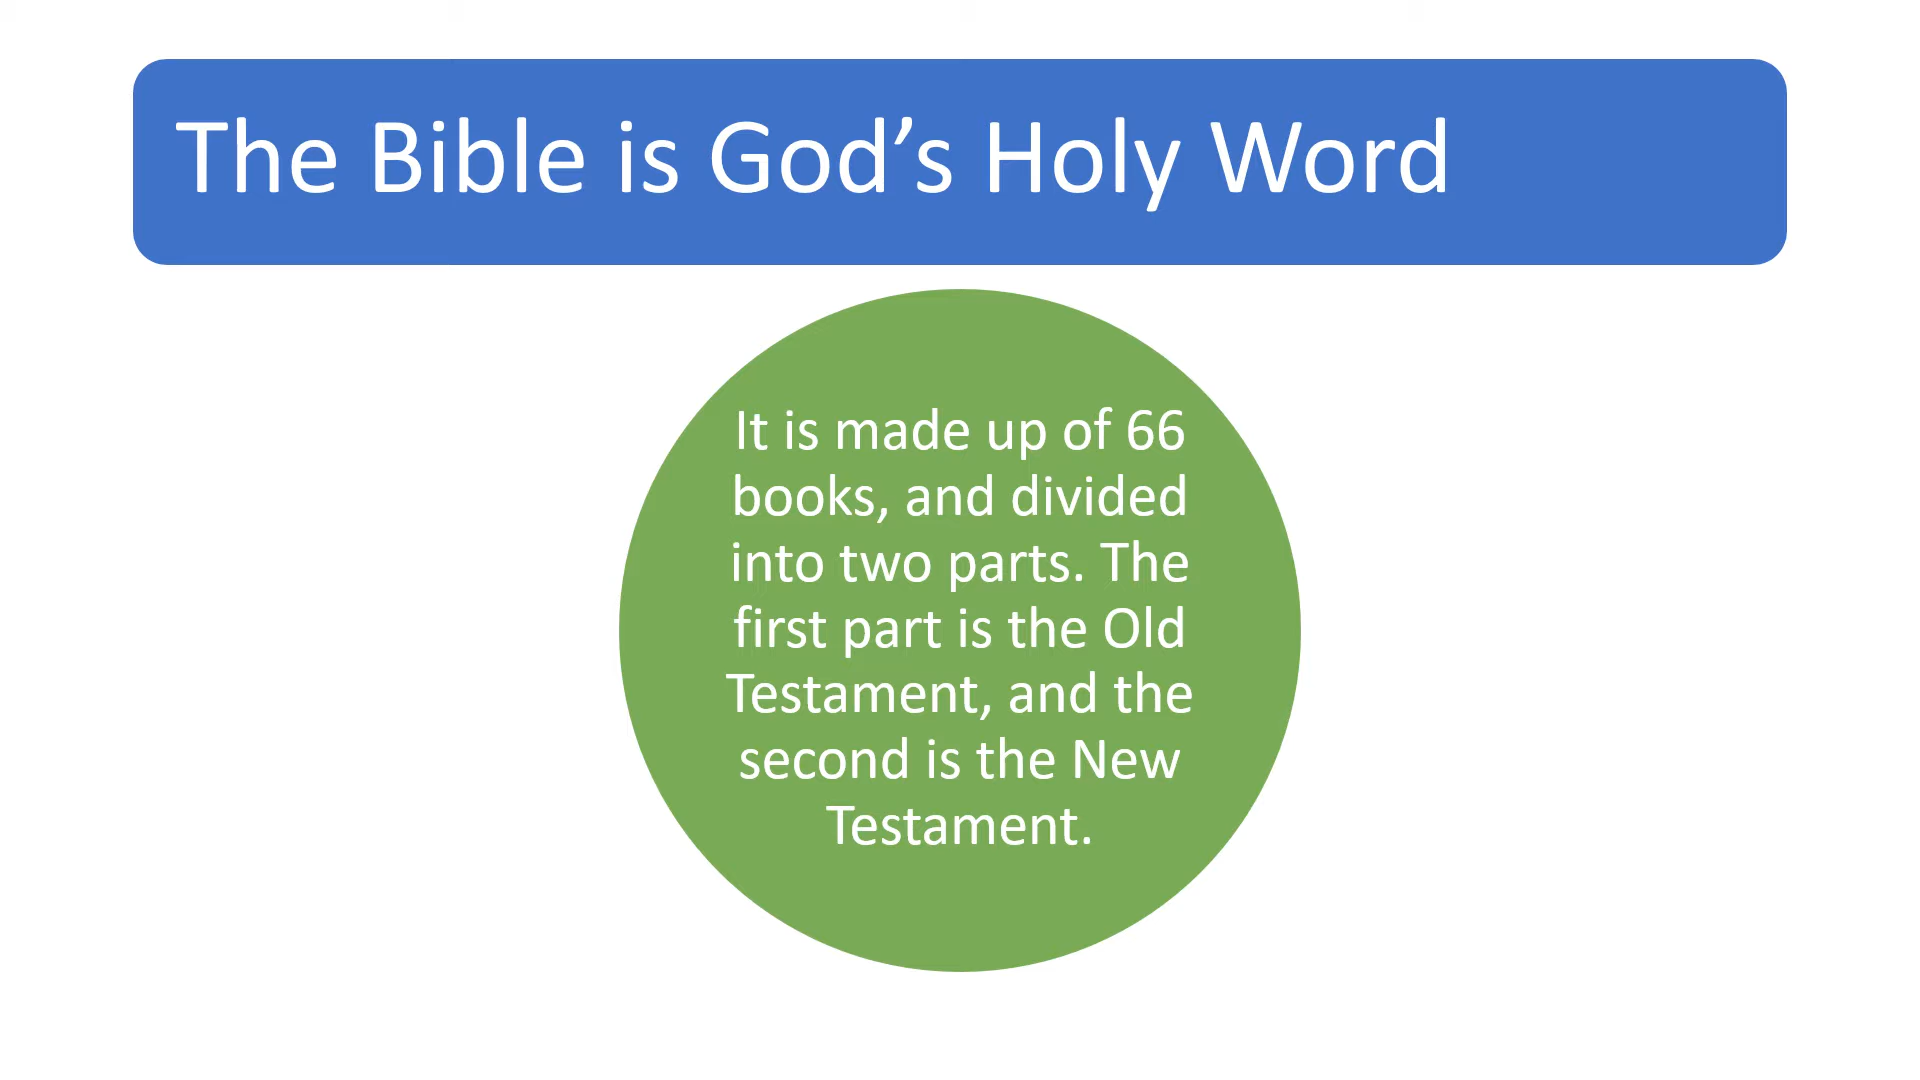 The Bible is God’s Holy Word
It is made up of 66
books, and divided
into two parts. The
first part is the Old
Testament, and the
second is the New
Testament.